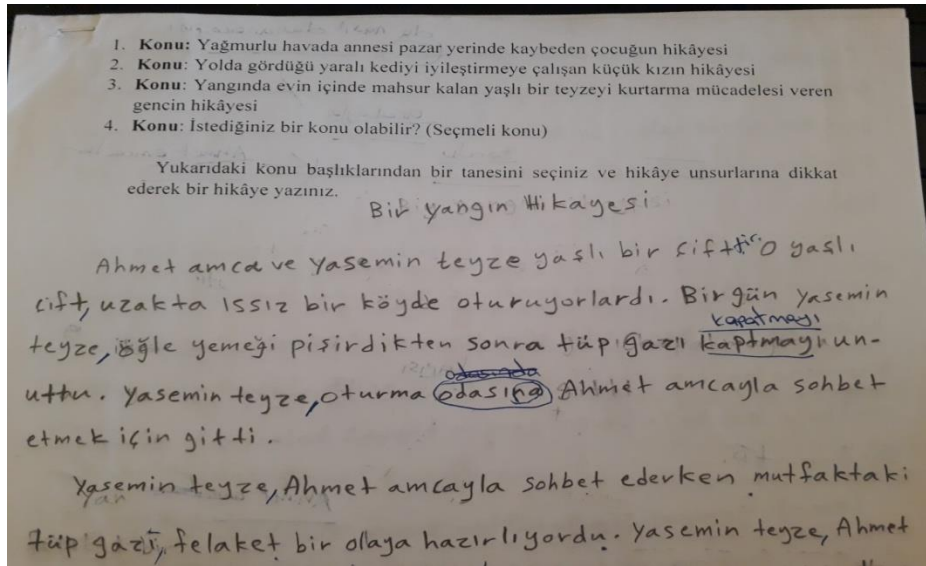 1. Konu: Yağmurlu havada annesi pazar yerinde kaybeden çocuğun hikâyesi
2. Konu: Yolda gördüğü yaralı kediyi iyileştirmeye çalışan küçük kızın hikâyesi
3. Konu: Yangında evin içinde mahsur kalan yaşlı bir teyzeyi kurtarma mücadelesi veren
gencin hikâyesi
4. Konu: İstediğiniz bir konu olabilir? (Seçmeli konu)
Yukarıdaki konu başlıklarından bir tanesini seçiniz ve hikâye unsurlarına dikkat
ederek bir hikâye yazınız.
Bir Yangın Hikayesi
Ahmet amca ve Yasemin teyze yaşlı bir çifttir. O yaşlı
çift, uzakta ıssız bir köyde oturuyorlardı. Bir gün Yasemin
kapatmayı
teyze, öğle yemeği pişirdikten sonra tüp gazı kaptmayı un-
odasında
uttu. Yasemin teyze, oturma odasına Ahmet amcayla sohbet
etmek için gitti.
Yasemin teyze, Ahmet amcayla sohbet ederken mutfaktaki
tüp gazı, felaket bir olaya hazırlıyordu. Yasemin teyze, Ahmet